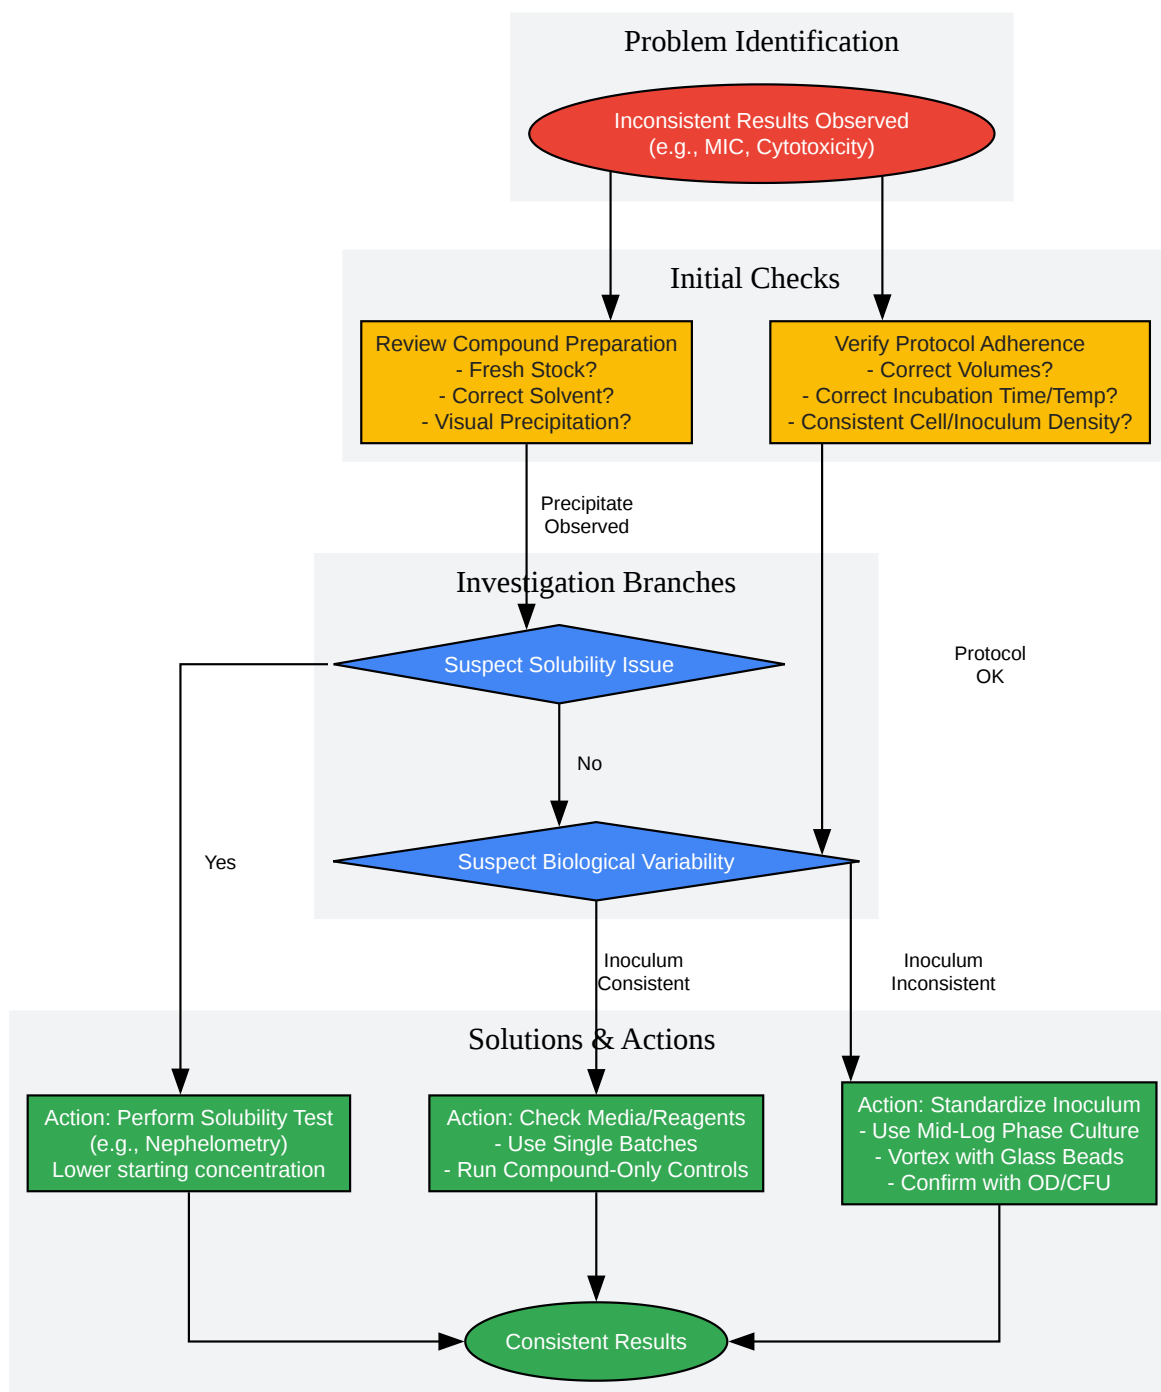 Problem Identification
Inconsistent Results Observed
(e.g., MIC, Cytotoxicity)
Initial Checks
Review Compound Preparation
- Fresh Stock?
- Correct Solvent?
- Visual Precipitation?
Verify Protocol Adherence
- Correct Volumes?
- Correct Incubation Time/Temp?
- Consistent Cell/Inoculum Density?
Precipitate
Observed
Investigation Branches
Suspect Solubility Issue
Protocol
OK
No
Suspect Biological Variability
Yes
Inoculum
Consistent
Inoculum
Inconsistent
Solutions & Actions
Action: Perform Solubility Test
(e.g., Nephelometry)
Lower starting concentration
Action: Check Media/Reagents
- Use Single Batches
- Run Compound-Only Controls
Action: Standardize Inoculum
- Use Mid-Log Phase Culture
- Vortex with Glass Beads
- Confirm with OD/CFU
Consistent Results